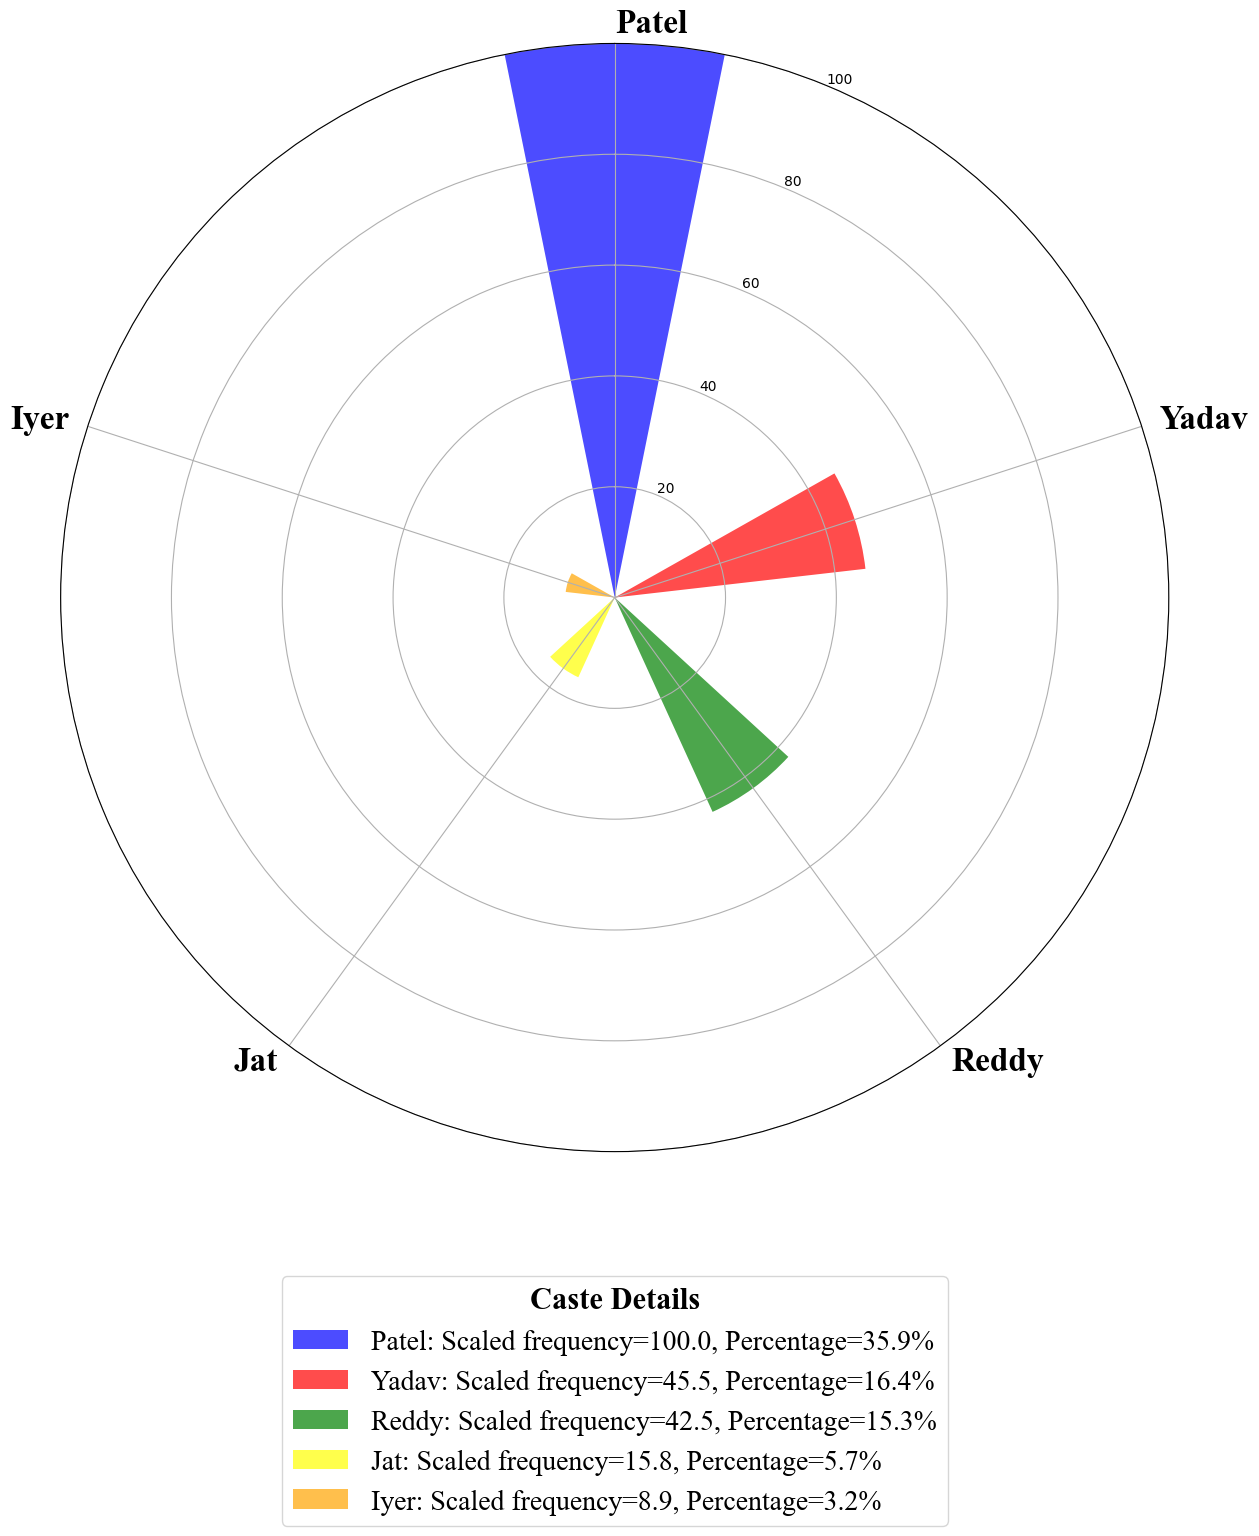 Patel
100
80
60
Iyer
Yadav
40
20
Jat
Reddy
Caste Details
Patel: Scaled frequency=100.0, Percentage=35.9%
Yadav: Scaled frequency=45.5, Percentage=16.4%
Reddy: Scaled frequency=42.5, Percentage=15.3%
Jat: Scaled frequency=15.8, Percentage=5.7%
Iyer: Scaled frequency=8.9, Percentage=3.2%